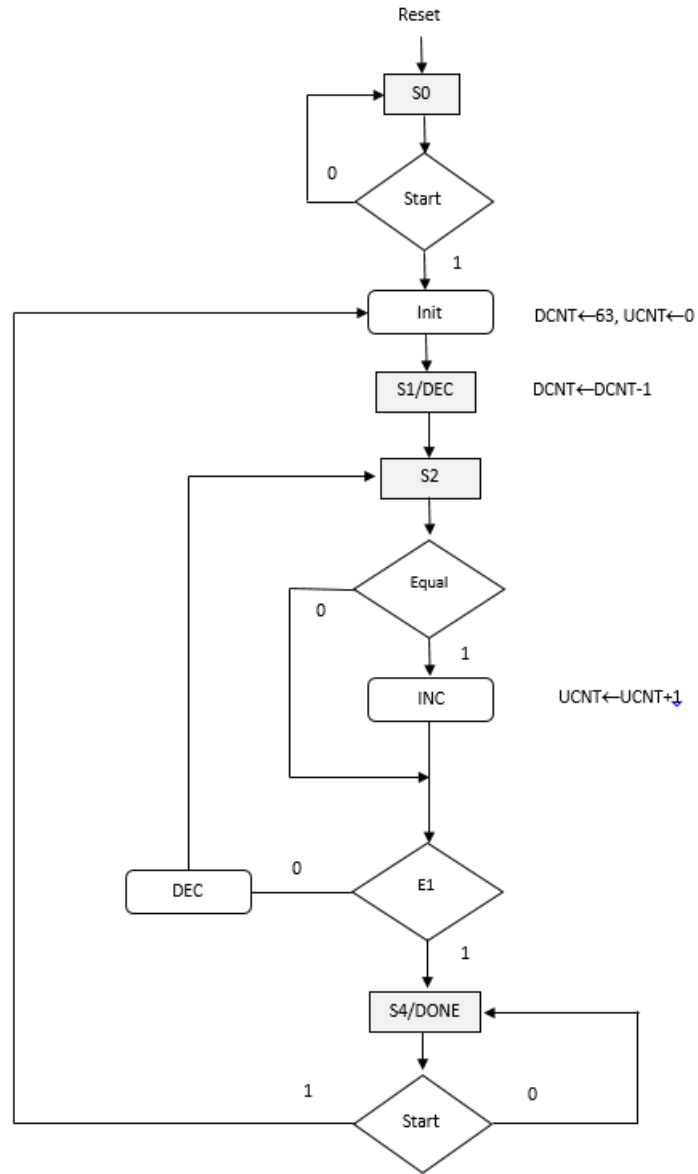 Reset
S0
0
Start
1
Init
DCNT←63, UCNT←0
S1/DEC
DCNT←DCNT-1
S2
Equal
0
1
INC
UCNT←UCNT+1
0
DEC
E1
1
S4/DONE
1
0
Start